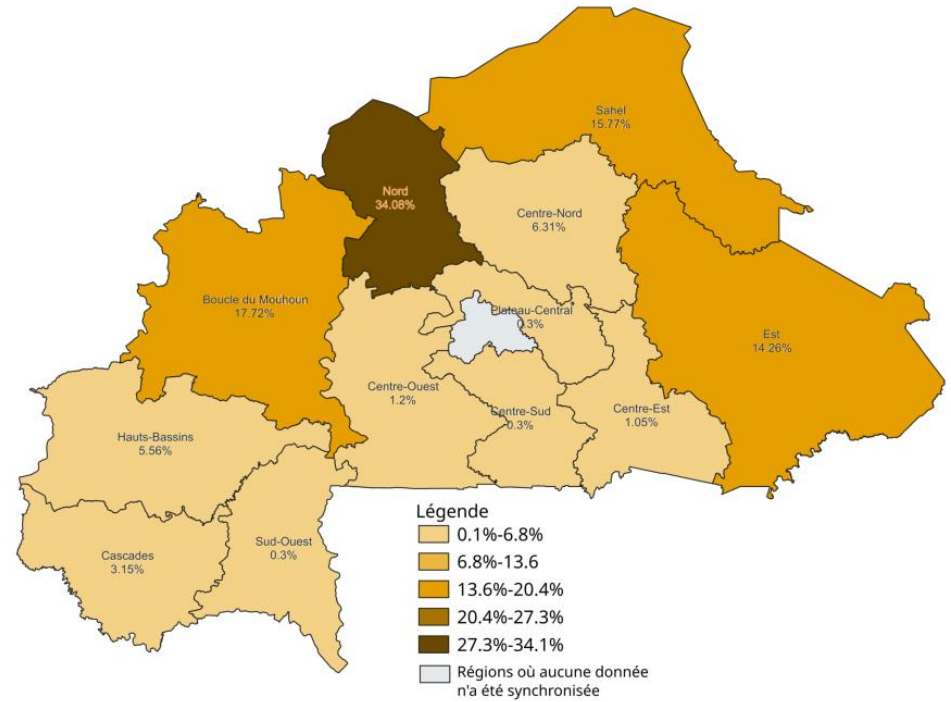 Sahel
15.77%
Nord
34.08%
Centre-Nord
6.31%
Boucle du Mouhoun
17.72%
Plateau-Central
0.3%
Est
14.26%
Centre-Ouest
1.2%
Centre-Sud
0.3%
Centre-Est
1.05%
Hauts-Bassins
5.56%
Sud-Ouest
0.3%
Cascades
3.15%
Légende
0.1%-6.8%
6.8%-13.6
13.6%-20.4%
20.4%-27.3%
27.3%-34.1%
Régions où aucune donnée
n'a été synchronisée